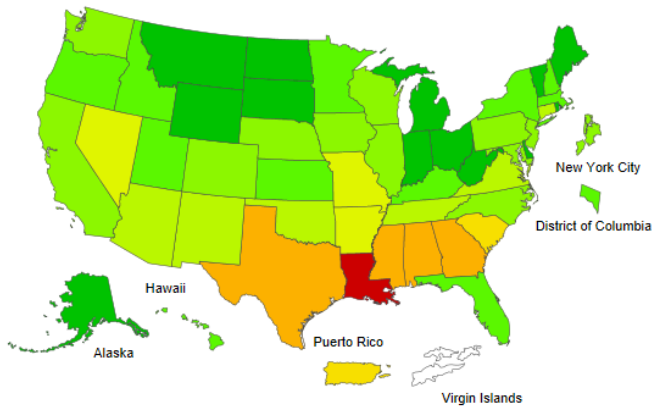 New York City
District of Columbia
Hawaii
Alaska
Puerto Rico
Virgin Islands